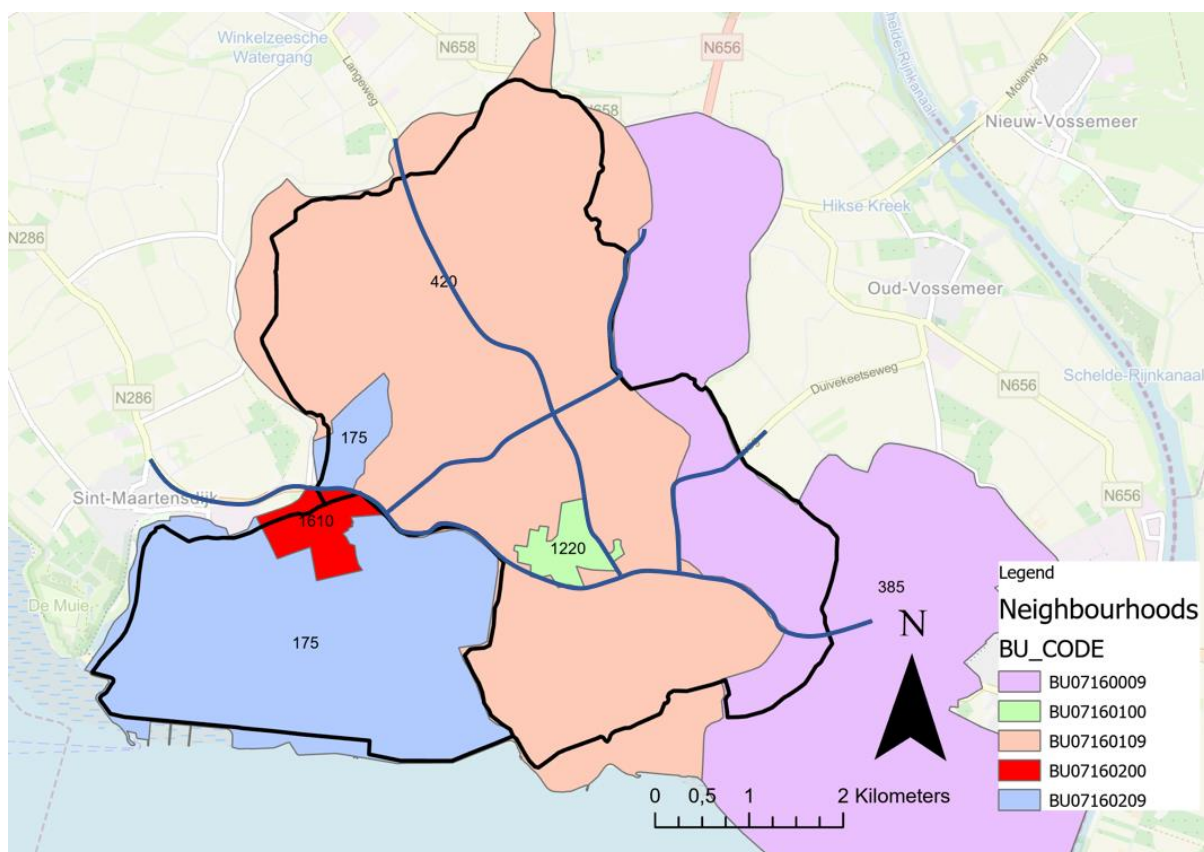 Winkelzeesche
Watergang
N658
Langeweg
N656
Schelde-Rijnkanaal
Molenweg
Nieuw-Vossemeer
N658
Hikse Kreek
N286
420
Oud-Vossemeer
Duivekeetseweg
Schelde-Rijnkanaal
N656
N286
175
Sint-Maartensdijk
1610
N656
1220
De Muie
175
385
N
0 0,5 1 2 Kilometers
Legend
Neighbourhoods
BU_CODE
BU07160009
BU07160100
BU07160109
BU07160200
BU07160209